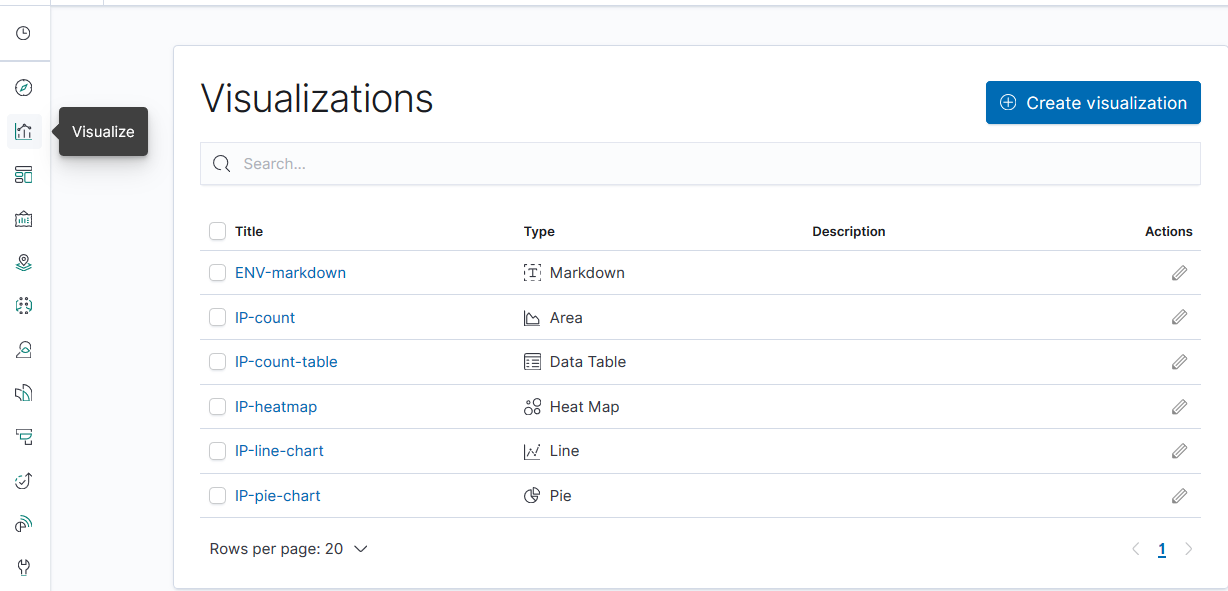 Visualize
Visualizations
Create visualization
Search...
Title Type Description Actions
ENV-markdown Markdown
IP-count Area
IP-count-table Data Table
IP-heatmap Heat Map
IP-line-chart Line
IP-pie-chart Pie
Rows per page: 20 1